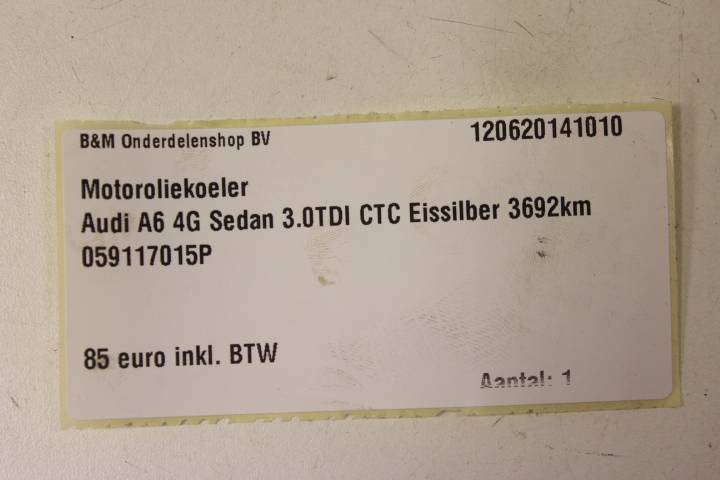 B&M Onderdelenshop BV
120620141010
Motoroliekoeler
Audi A6 4G Sedan 3.0TDI CTC Eissilber 3692km
059117015P
85 euro inkl. BTW
Aantal: 1